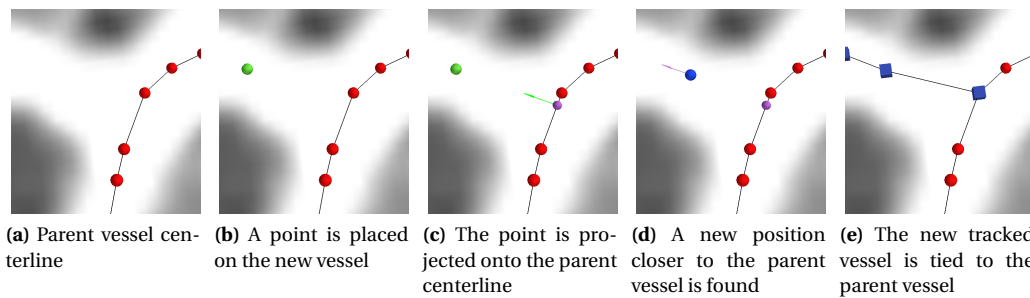 (a) Parent vessel cen-
terline
(b) A point is placed
on the new vessel
(c) The point is pro-
jected onto the parent
centerline
(d) A new position
closer to the parent
vessel is found
(e) The new tracked
vessel is tied to the
parent vessel